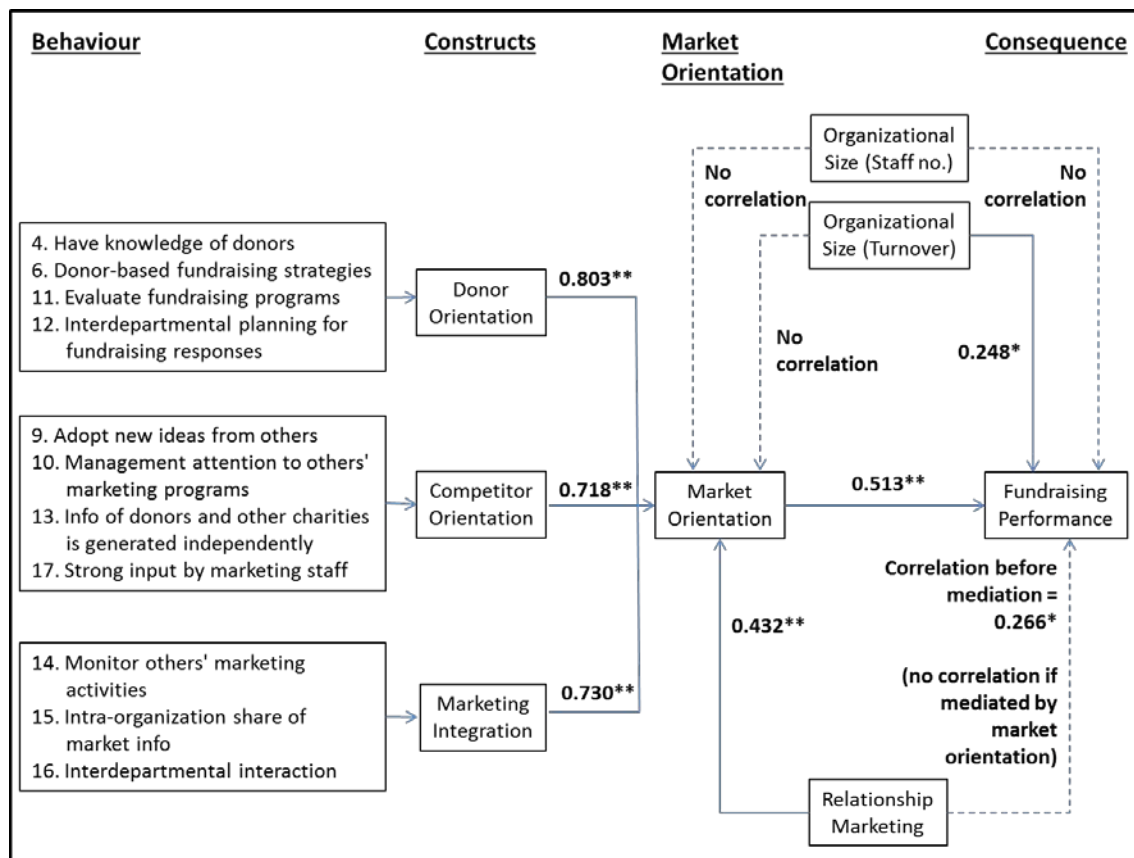 Behaviour
Constructs
Market
Orientation
Consequence
Organizational
Size (Staff no.)
No
correlation
No
correlation
Organizational
Size (Turnover)
4. Have knowledge of donors
6. Donor-based fundraising strategies
11. Evaluate fundraising programs
12. Interdepartmental planning for
fundraising responses
Donor
Orientation
0.803**
No
correlation
0.248*
9. Adopt new ideas from others
10. Management attention to others'
marketing programs
13. Info of donors and other charities
is generated independently
17. Strong input by marketing staff
Competitor
Orientation
0.718**
Market
Orientation
0.513**
Fundraising
Performance
Correlation before
mediation =
0.266*
(no correlation if
mediated by
market
orientation)
0.432**
14. Monitor others' marketing
activities
15. Intra-organization share of
market info
16. Interdepartmental interaction
Marketing
Integration
0.730**
Relationship
Marketing